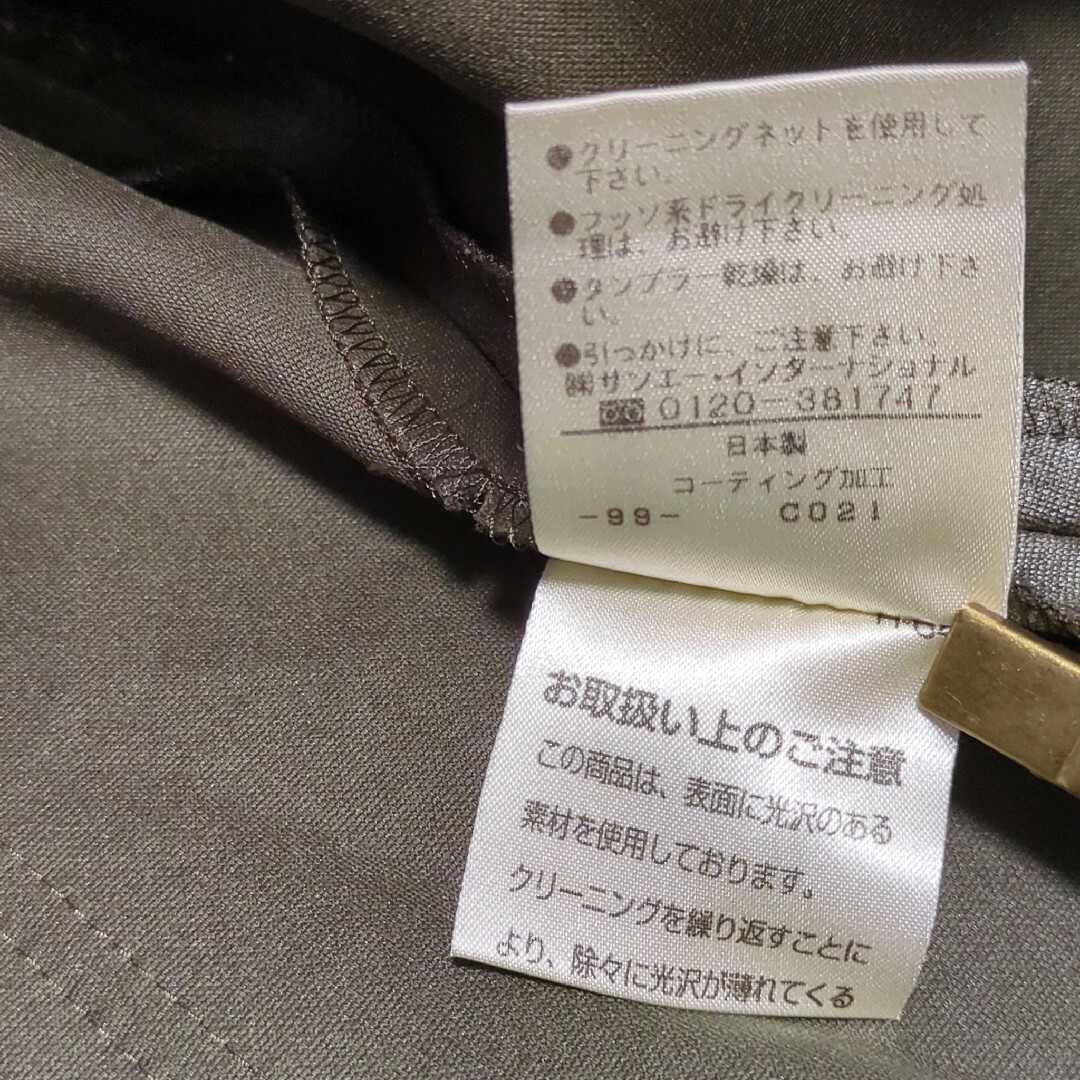 ●クリーニングネットを使用して
下さい。
●フッソ系ドライクリーニング処
理は、お避け下さい。
●タンブラー乾燥は、お避け下さ
い。
●引っかけに、ご注意下さい。
㈱サンエー・インターナショナル
0120-381747
日本製
コーティング加工
-99- C021
お取扱い上のご注意
この商品は、表面に光沢のある
素材を使用しております。
クリーニングを繰り返すことに
より、除々に光沢が薄れてくる